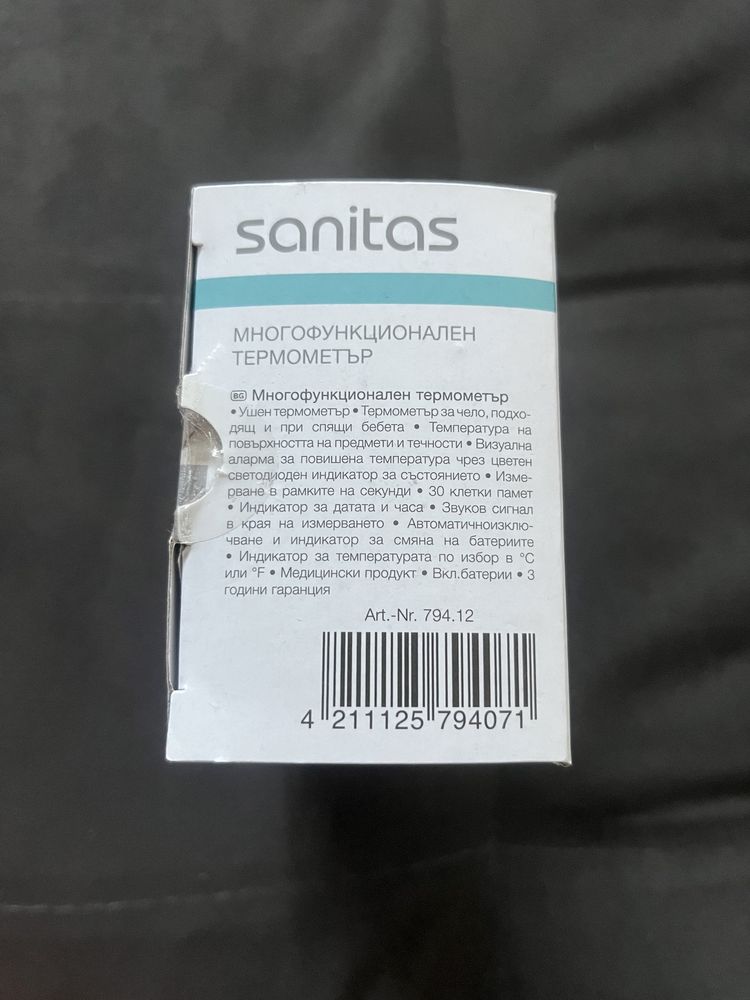 sanitas
МНОГОФУНКЦИОНАЛЕН
ТЕРМОМЕТЪР
BG Многофункционален термометър
• Ушен термометър • Термометър за чело, подхо-
дящ и при спящи бебета • Температура на
повърхността на предмети и течности • Визуална
аларма за повишена температура чрез цветен
светодиоден индикатор за състоянието • Изме-
рване в рамките на секунди • 30 клетки памет
• Индикатор за датата и часа • Звуков сигнал
в края на измерването • Автоматичноизклю-
чване и индикатор за смяна на батериите
• Индикатор за температурата по избор в °C
или °F • Медицински продукт • Вкл.батерии • 3
години гаранция
Art.-Nr. 794.12
4 211125 794071